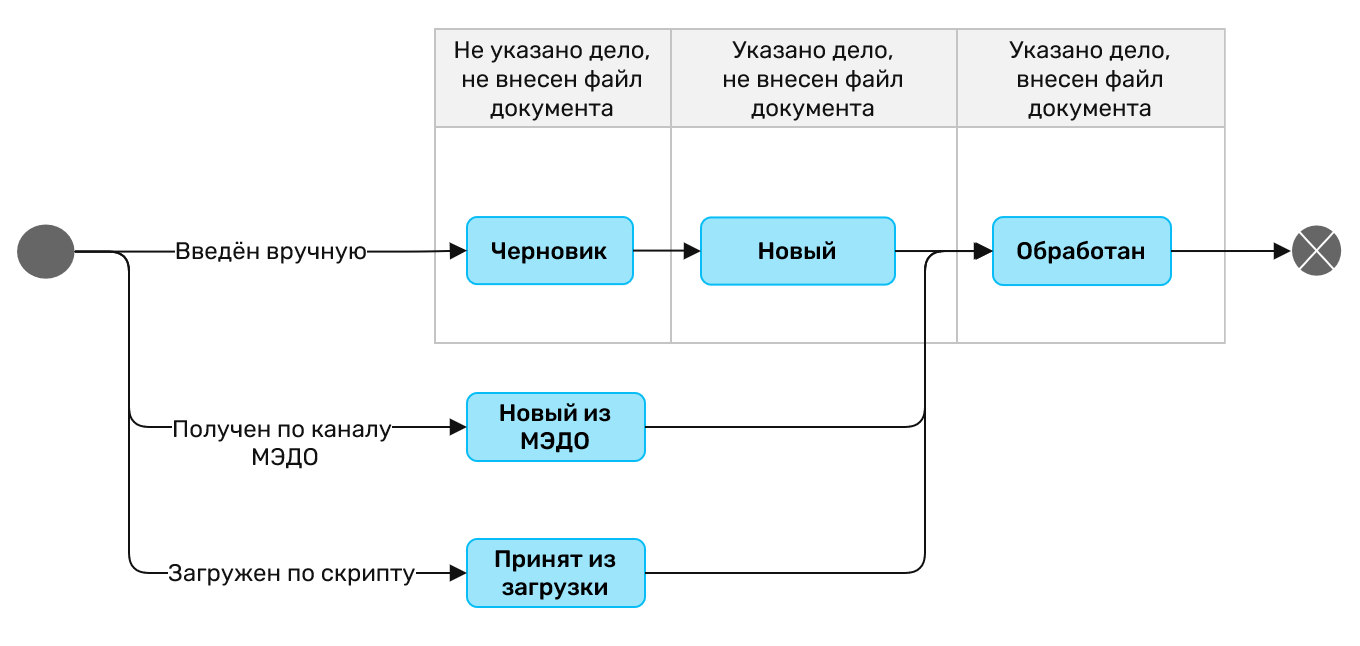 Не указано дело,
не внесен файл
документа
Указано дело,
не внесен файл
документа
Указано дело,
внесен файл
документа
Введён вручную
Черновик
Новый
Обработан
Получен по каналу
МЭДО
Новый из
МЭДО
Загружен по скрипту
Принят из
загрузки